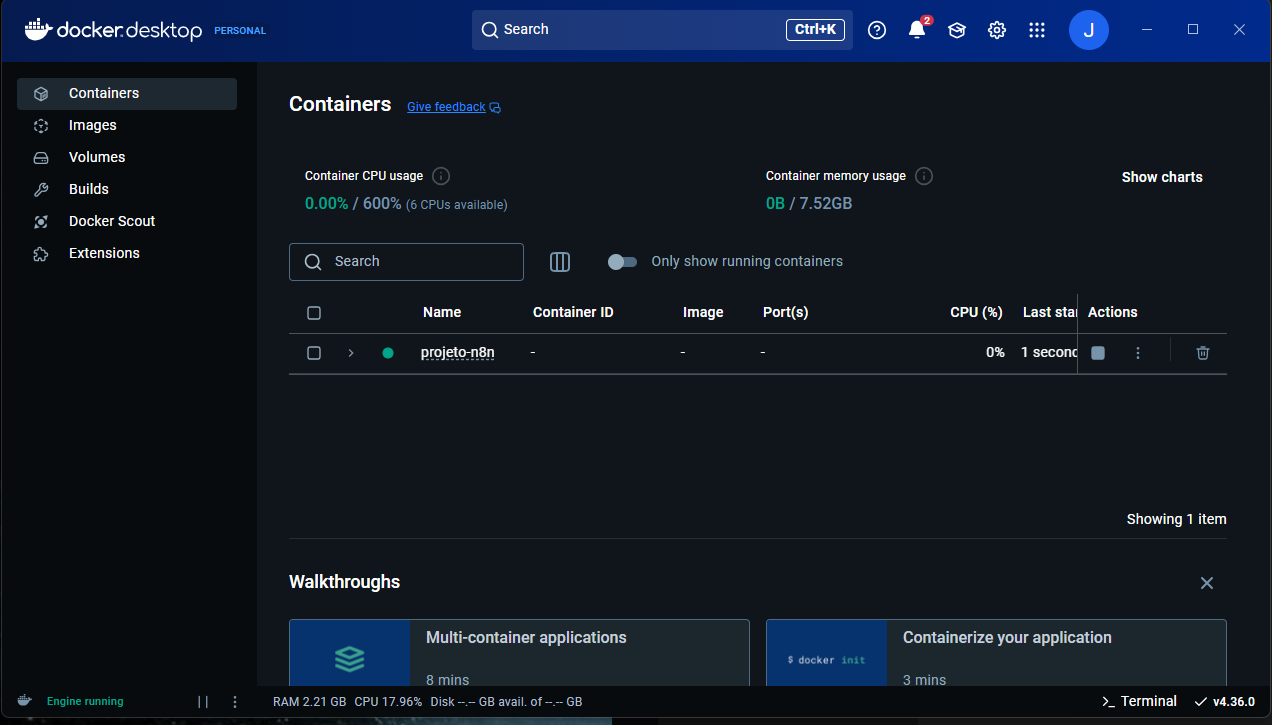 docker.desktop PERSONAL
Search
Ctrl+K
2
J
Containers
Images
Volumes
Builds
Docker Scout
Extensions
Containers
Give feedback
Container CPU usage
0.00% / 600% (6 CPUs available)
Container memory usage
0B / 7.52GB
Show charts
Search
Only show running containers
Name Container ID Image Port(s) CPU (%) Last star Actions
projeto-n8n - - - 0% 1 second
Showing 1 item
Walkthroughs
Multi-container applications
8 mins
$ docker init
Containerize your application
3 mins
Engine running
RAM 2.21 GB CPU 17.96% Disk --.-- GB avail. of --.-- GB
>_ Terminal
v4.36.0